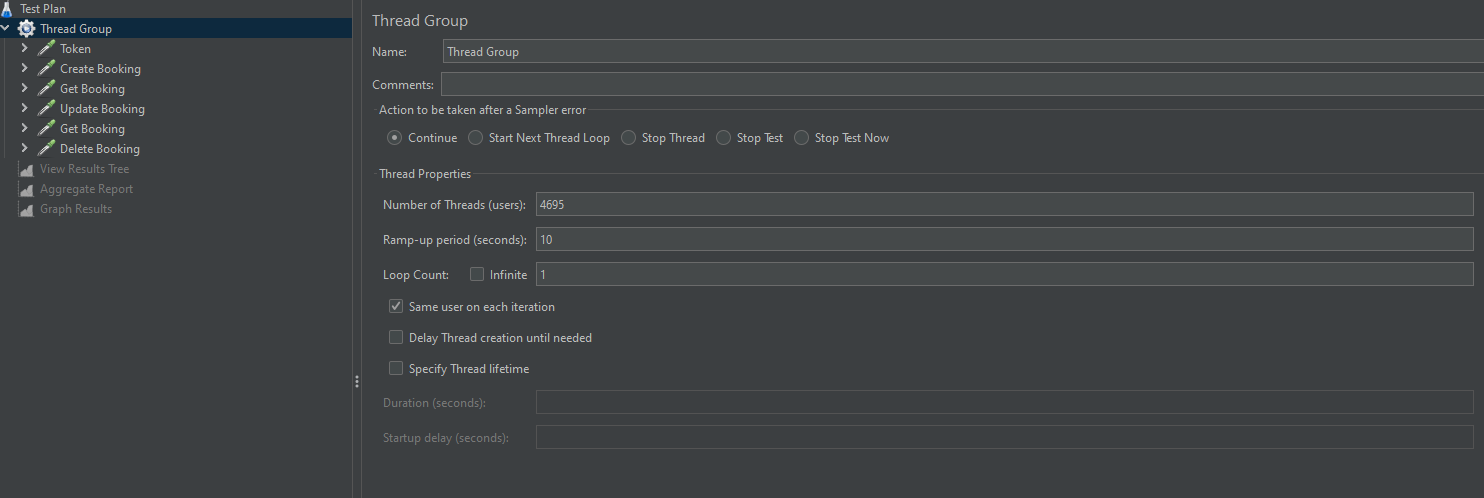 Test Plan
Thread Group
Token
Create Booking
Get Booking
Update Booking
Get Booking
Delete Booking
View Results Tree
Aggregate Report
Graph Results
Thread Group
Name: Thread Group
Comments:
Action to be taken after a Sampler error
Continue Start Next Thread Loop Stop Thread Stop Test Stop Test Now
Thread Properties
Number of Threads (users): 4695
Ramp-up period (seconds): 10
Loop Count: Infinite 1
Same user on each iteration
Delay Thread creation until needed
Specify Thread lifetime
Duration (seconds):
Startup delay (seconds):